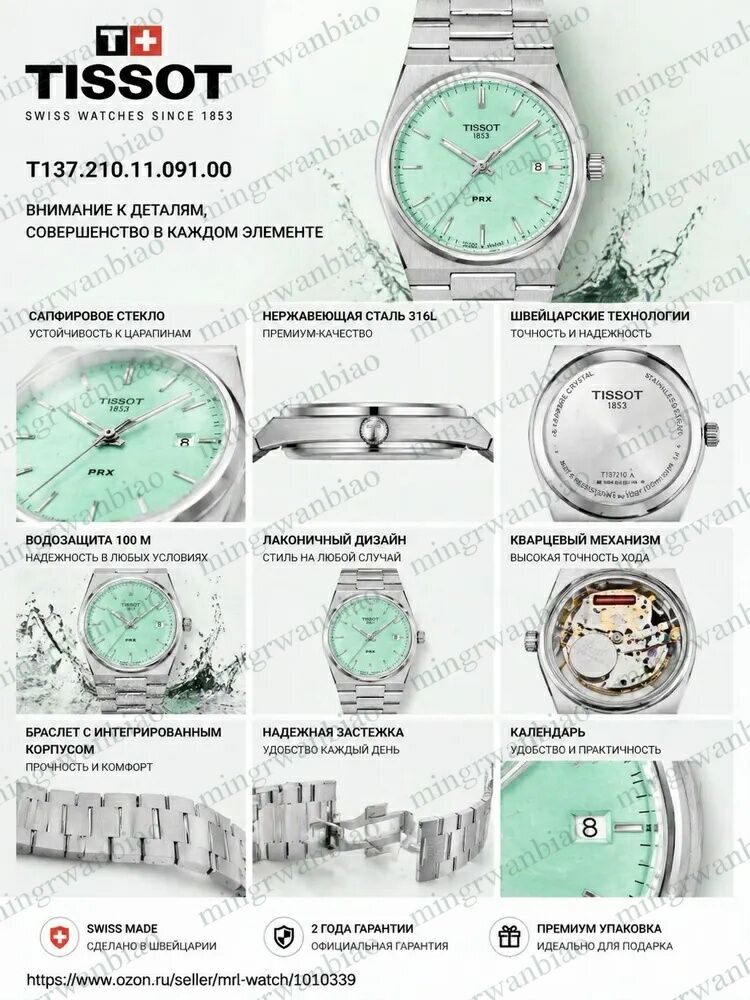 TISSOT
SWISS WATCHES SINCE 1853
T137.210.11.091.00
ВНИМАНИЕ К ДЕТАЛЯМ,
СОВЕРШЕНСТВО В КАЖДОМ ЭЛЕМЕНТЕ
TISSOT
1853
8
PRX
САПФИРОВОЕ СТЕКЛО
УСТОЙЧИВОСТЬ К ЦАРАПИНАМ
TISSOT
1853
8
PRX
НЕРЖАВЕЮЩАЯ СТАЛЬ 316L
ПРЕМИУМ-КАЧЕСТВО
ШВЕЙЦАРСКИЕ ТЕХНОЛОГИИ
ТОЧНОСТЬ И НАДЕЖНОСТЬ
TISSOT
1853
T137210 A
ВОДОЗАЩИТА 100 М
НАДЕЖНОСТЬ В ЛЮБЫХ УСЛОВИЯХ
TISSOT
8
PRX
ЛАКОНИЧНЫЙ ДИЗАЙН
СТИЛЬ НА ЛЮБОЙ СЛУЧАЙ
TISSOT
PRX
КВАРЦЕВЫЙ МЕХАНИЗМ
ВЫСОКАЯ ТОЧНОСТЬ ХОДА
БРАСЛЕТ С ИНТЕГРИРОВАННЫМ
КОРПУСОМ
ПРОЧНОСТЬ И КОМФОРТ
НАДЕЖНАЯ ЗАСТЕЖКА
УДОБСТВО КАЖДЫЙ ДЕНЬ
КАЛЕНДАРЬ
УДОБСТВО И ПРАКТИЧНОСТЬ
8
SWISS MADE
СДЕЛАНО В ШВЕЙЦАРИИ
2 ГОДА ГАРАНТИИ
ОФИЦИАЛЬНАЯ ГАРАНТИЯ
ПРЕМИУМ УПАКОВКА
ИДЕАЛЬНО ДЛЯ ПОДАРКА
https://www.ozon.ru/seller/mrl-watch/1010339
mingrwanbiao